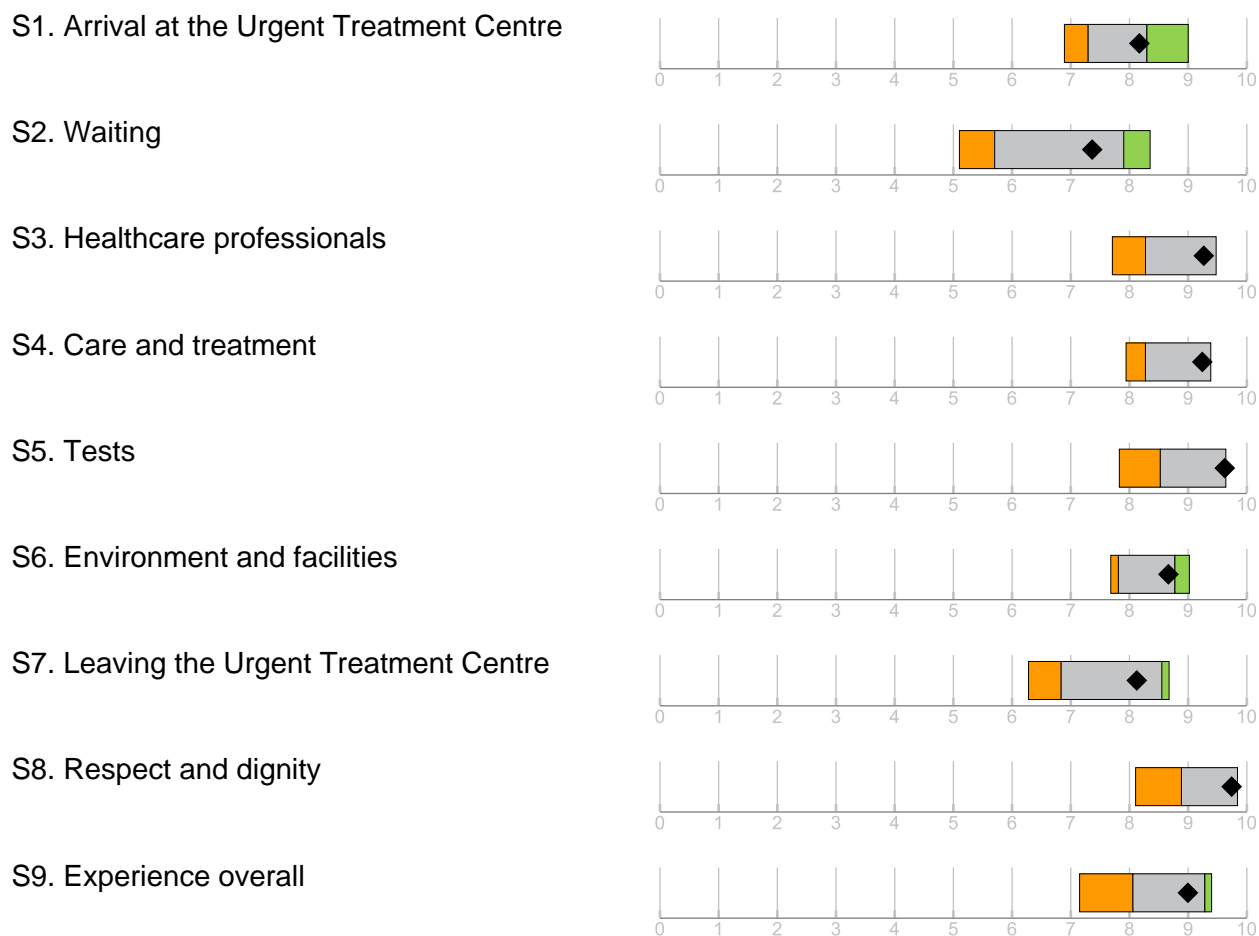 S1. Arrival at the Urgent Treatment Centre
0 1 2 3 4 5 6 7 8 9 10
S2. Waiting
0 1 2 3 4 5 6 7 8 9 10
S3. Healthcare professionals
0 1 2 3 4 5 6 7 8 9 10
S4. Care and treatment
0 1 2 3 4 5 6 7 8 9 10
S5. Tests
0 1 2 3 4 5 6 7 8 9 10
S6. Environment and facilities
0 1 2 3 4 5 6 7 8 9 10
S7. Leaving the Urgent Treatment Centre
0 1 2 3 4 5 6 7 8 9 10
S8. Respect and dignity
0 1 2 3 4 5 6 7 8 9 10
S9. Experience overall
0 1 2 3 4 5 6 7 8 9 10